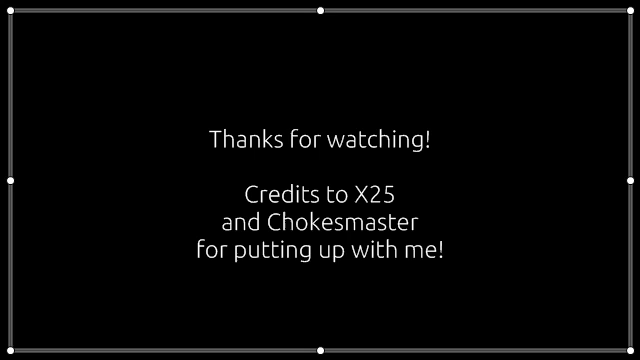 Thanks for watching!
Credits to X25
and Chokesmaster
for putting up with me!